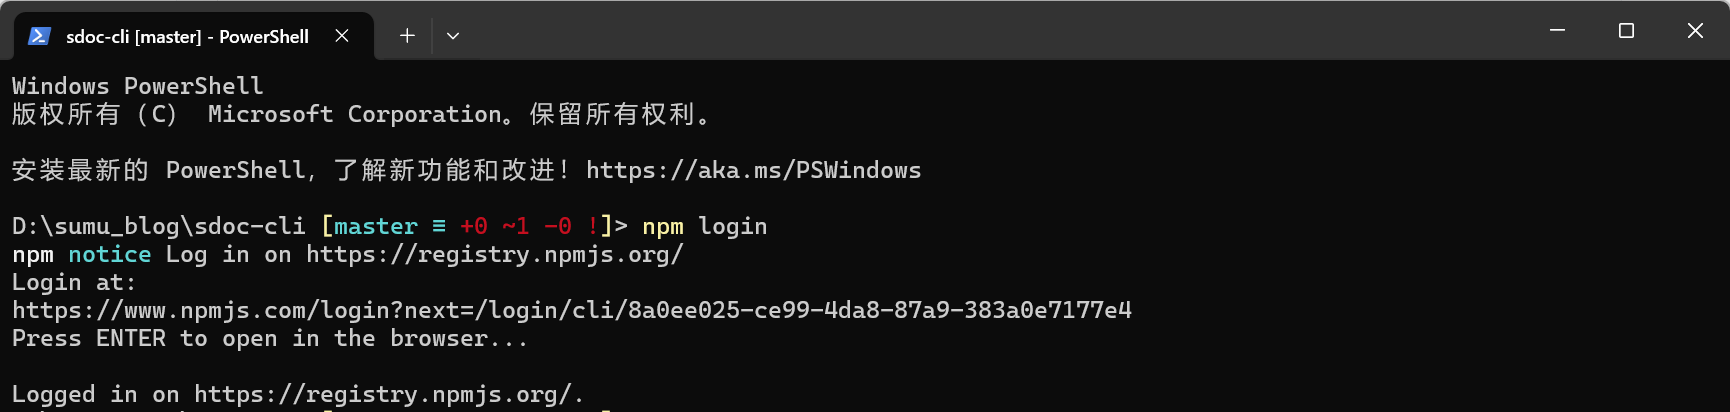 sdoc-cli [master] - PowerShell
Windows PowerShell
版权所有（C） Microsoft Corporation。保留所有权利。
安装最新的 PowerShell，了解新功能和改进！https://aka.ms/PSWindows
D:\sumu_blog\sdoc-cli [master ≡ +0 ~1 -0 !]> npm login
npm notice Log in on https://registry.npmjs.org/
Login at:
https://www.npmjs.com/login?next=/login/cli/8a0ee025-ce99-4da8-87a9-383a0e7177e4
Press ENTER to open in the browser...
Logged in on https://registry.npmjs.org/.